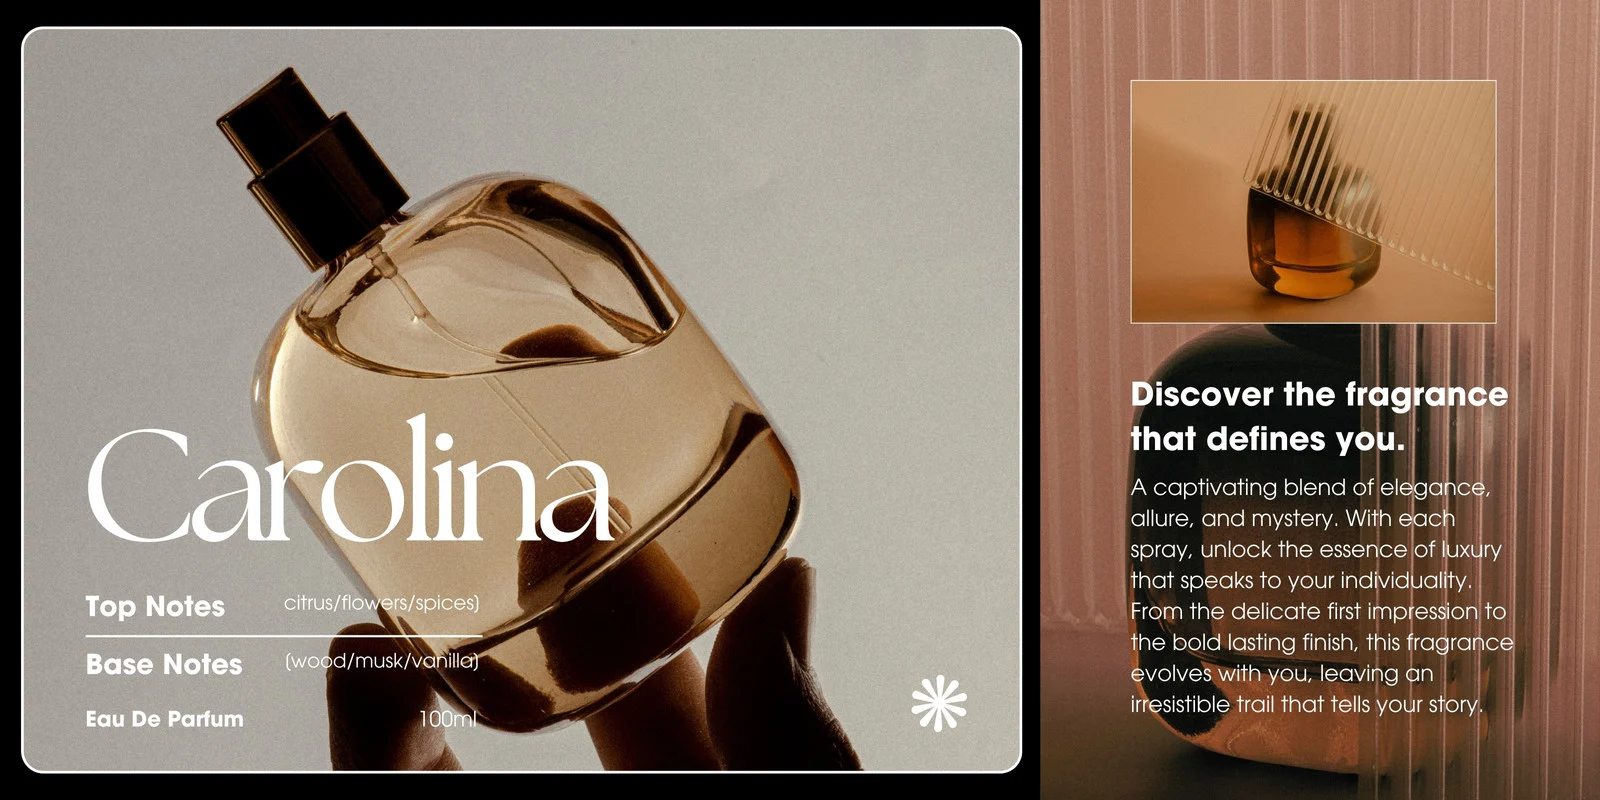 Carolina
Top Notes citrus/flowers/spices)
Base Notes (wood/musk/vanilla)
Eau De Parfum 100ml
Discover the fragrance
that defines you.
A captivating blend of elegance,
allure, and mystery. With each
spray, unlock the essence of luxury
that speaks to your individuality.
From the delicate first impression to
the bold lasting finish, this fragrance
evolves with you, leaving an
irresistible trail that tells your story.